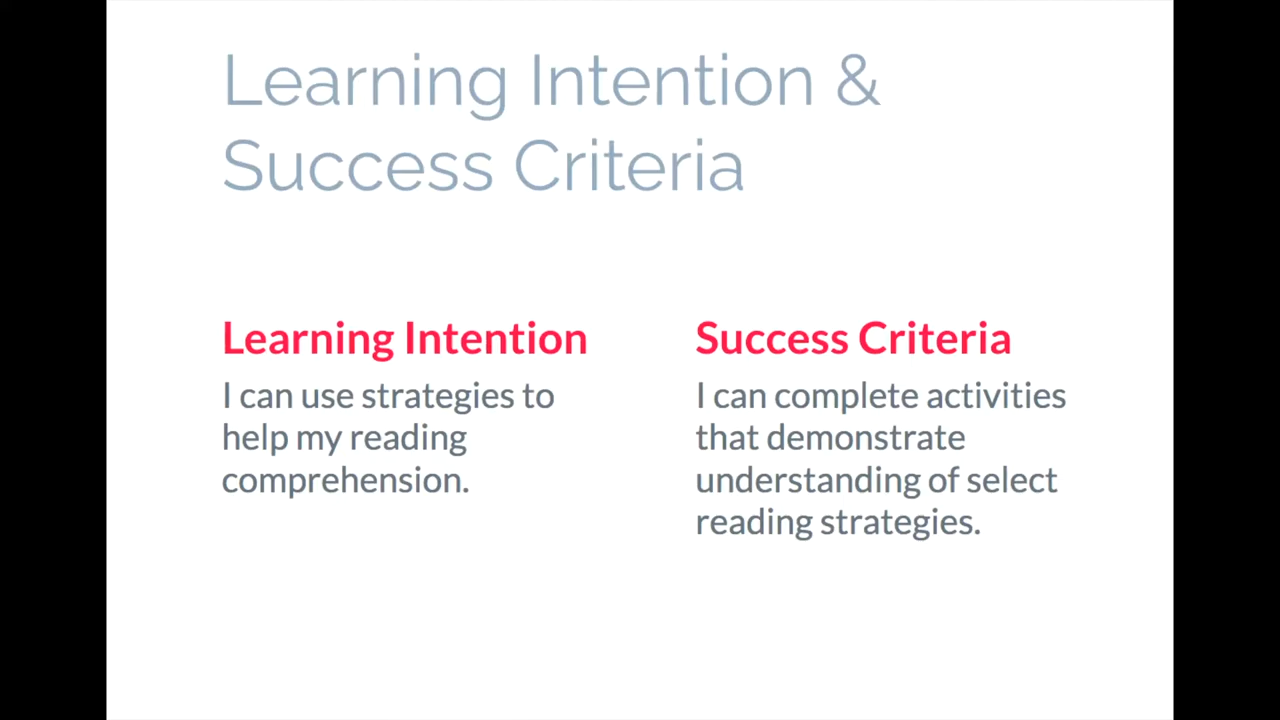 Learning Intention &
Success Criteria
Learning Intention
I can use strategies to
help my reading
comprehension.
Success Criteria
I can complete activities
that demonstrate
understanding of select
reading strategies.